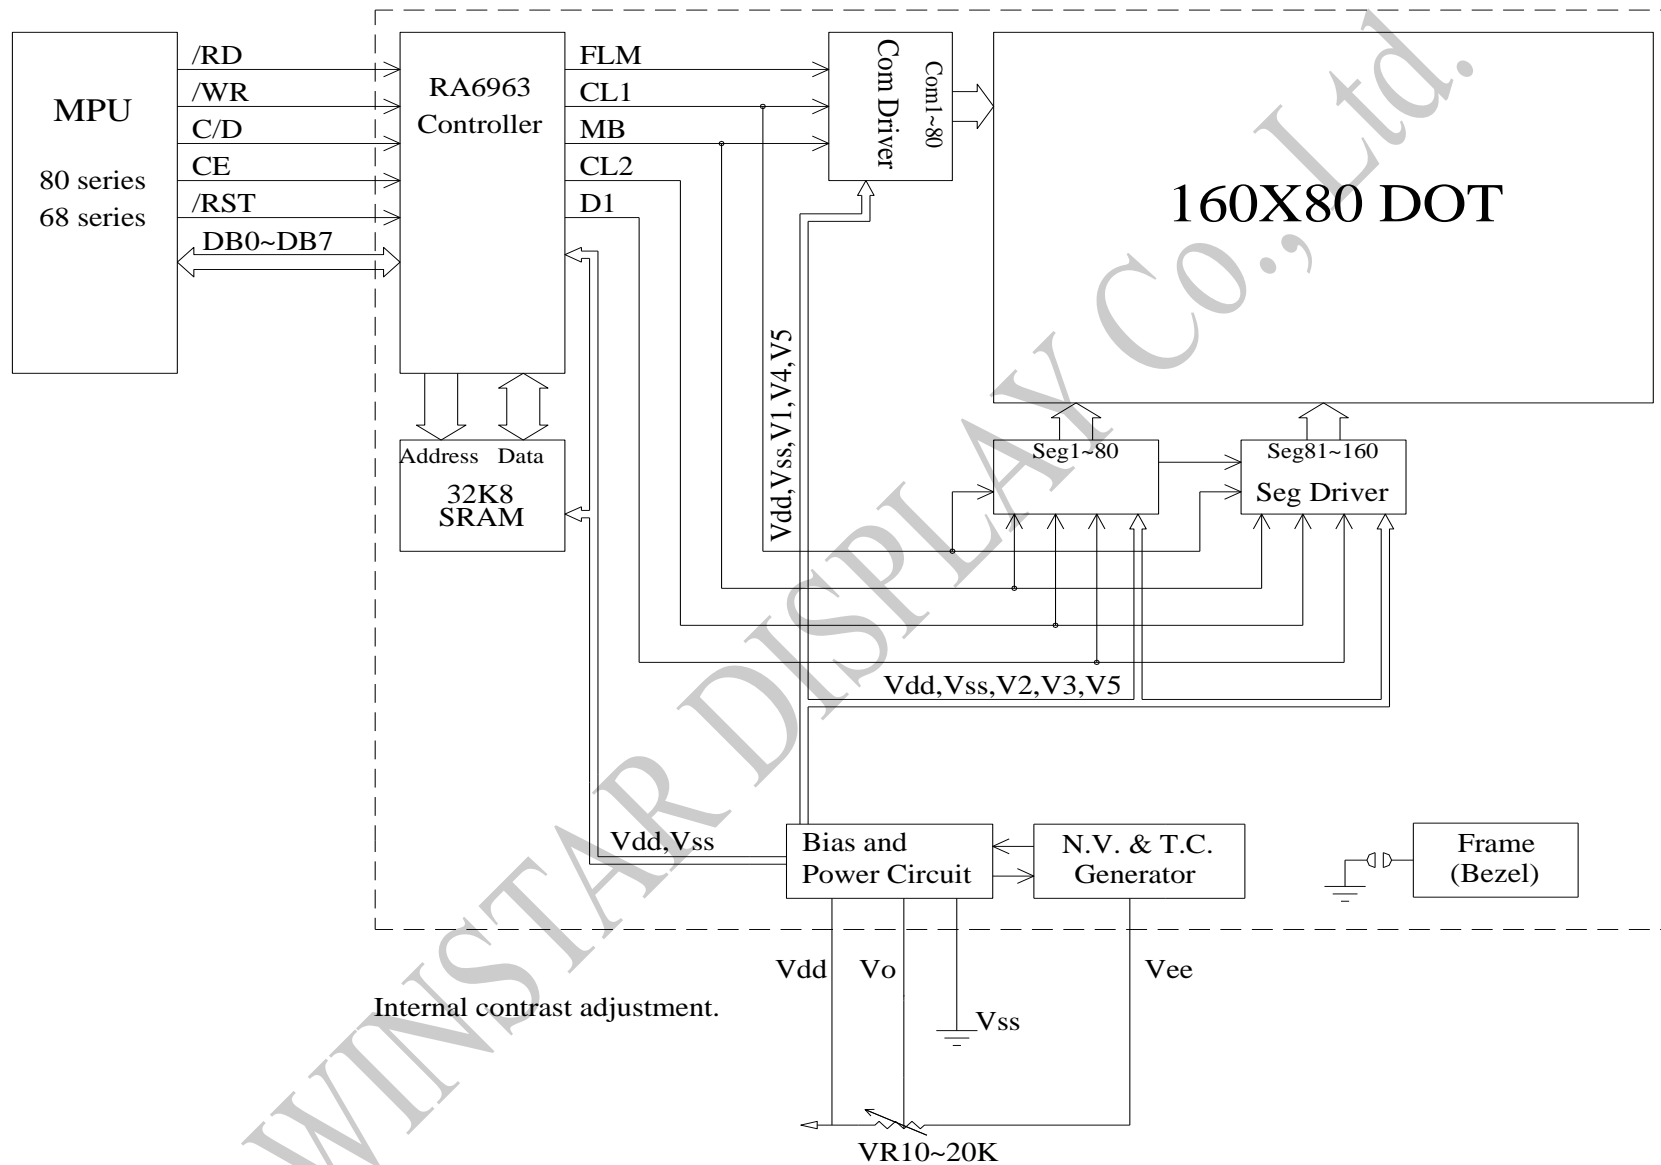 MPU
80 series
68 series
/RD
/WR
C/D
CE
/RST
DB0~DB7
RA6963
Controller
FLM
CL1
MB
CL2
D1
Com Driver
Com1~80
160X80 DOT
Address Data
32K8
SRAM
Vdd,Vss,V1,V4,V5
Seg1~80
Seg81~160
Seg Driver
Vdd,Vss,V2,V3,V5
Vdd,Vss
Bias and
Power Circuit
N.V. & T.C.
Generator
Frame
(Bezel)
Vdd
Vo
Vee
Vss
Internal contrast adjustment.
VR10~20K
WINSTAR DISPLAY Co., Ltd.